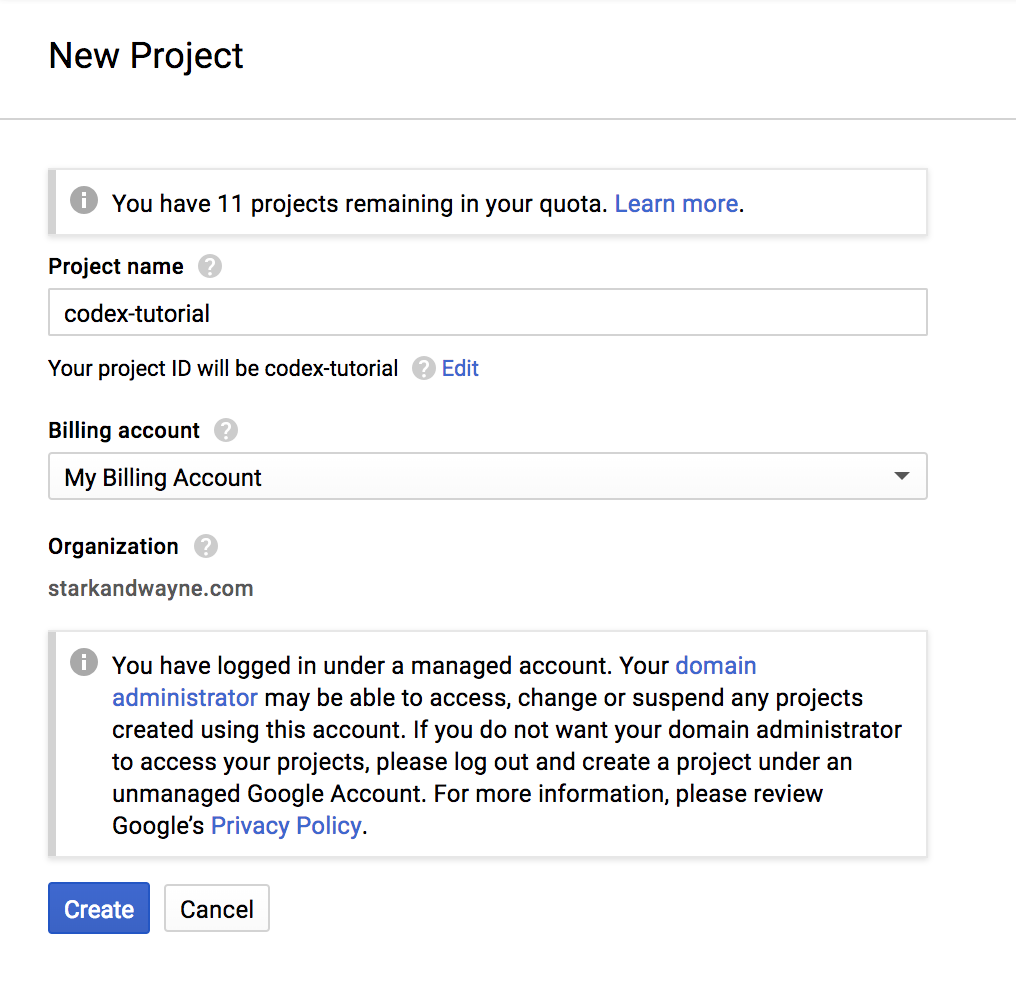 New Project
You have 11 projects remaining in your quota. Learn more.
Project name
codex-tutorial
Your project ID will be codex-tutorial Edit
Billing account
My Billing Account
Organization
starkandwayne.com
You have logged in under a managed account. Your domain
administrator may be able to access, change or suspend any projects
created using this account. If you do not want your domain administrator
to access your projects, please log out and create a project under an
unmanaged Google Account. For more information, please review
Google’s Privacy Policy.
Create Cancel